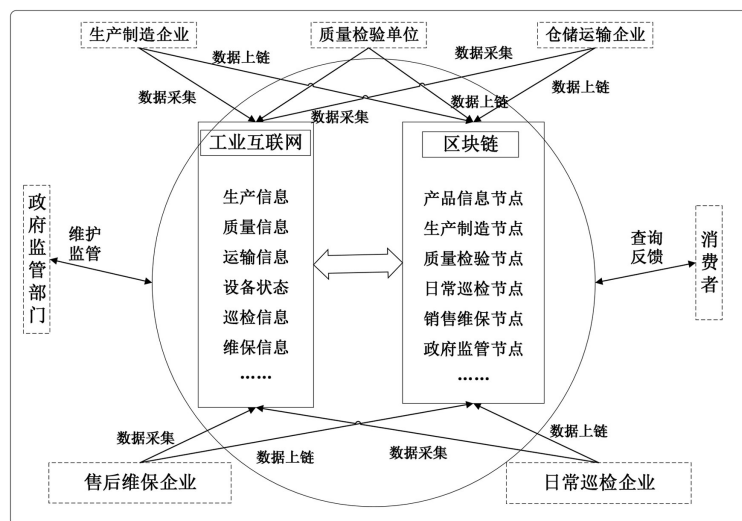 生产制造企业
质量检验单位
仓储运输企业
数据上链
数据采集
数据采集
数据上链
数据采集
数据上链
工业互联网
区块链
生产信息
质量信息
运输信息
设备状态
巡检信息
维保信息
……
产品信息节点
生产制造节点
质量检验节点
日常巡检节点
销售维保节点
政府监管节点
……
政府监管部门
维护
监管
查询
反馈
消费者
数据采集
数据上链
数据采集
数据上链
售后维保企业
日常巡检企业